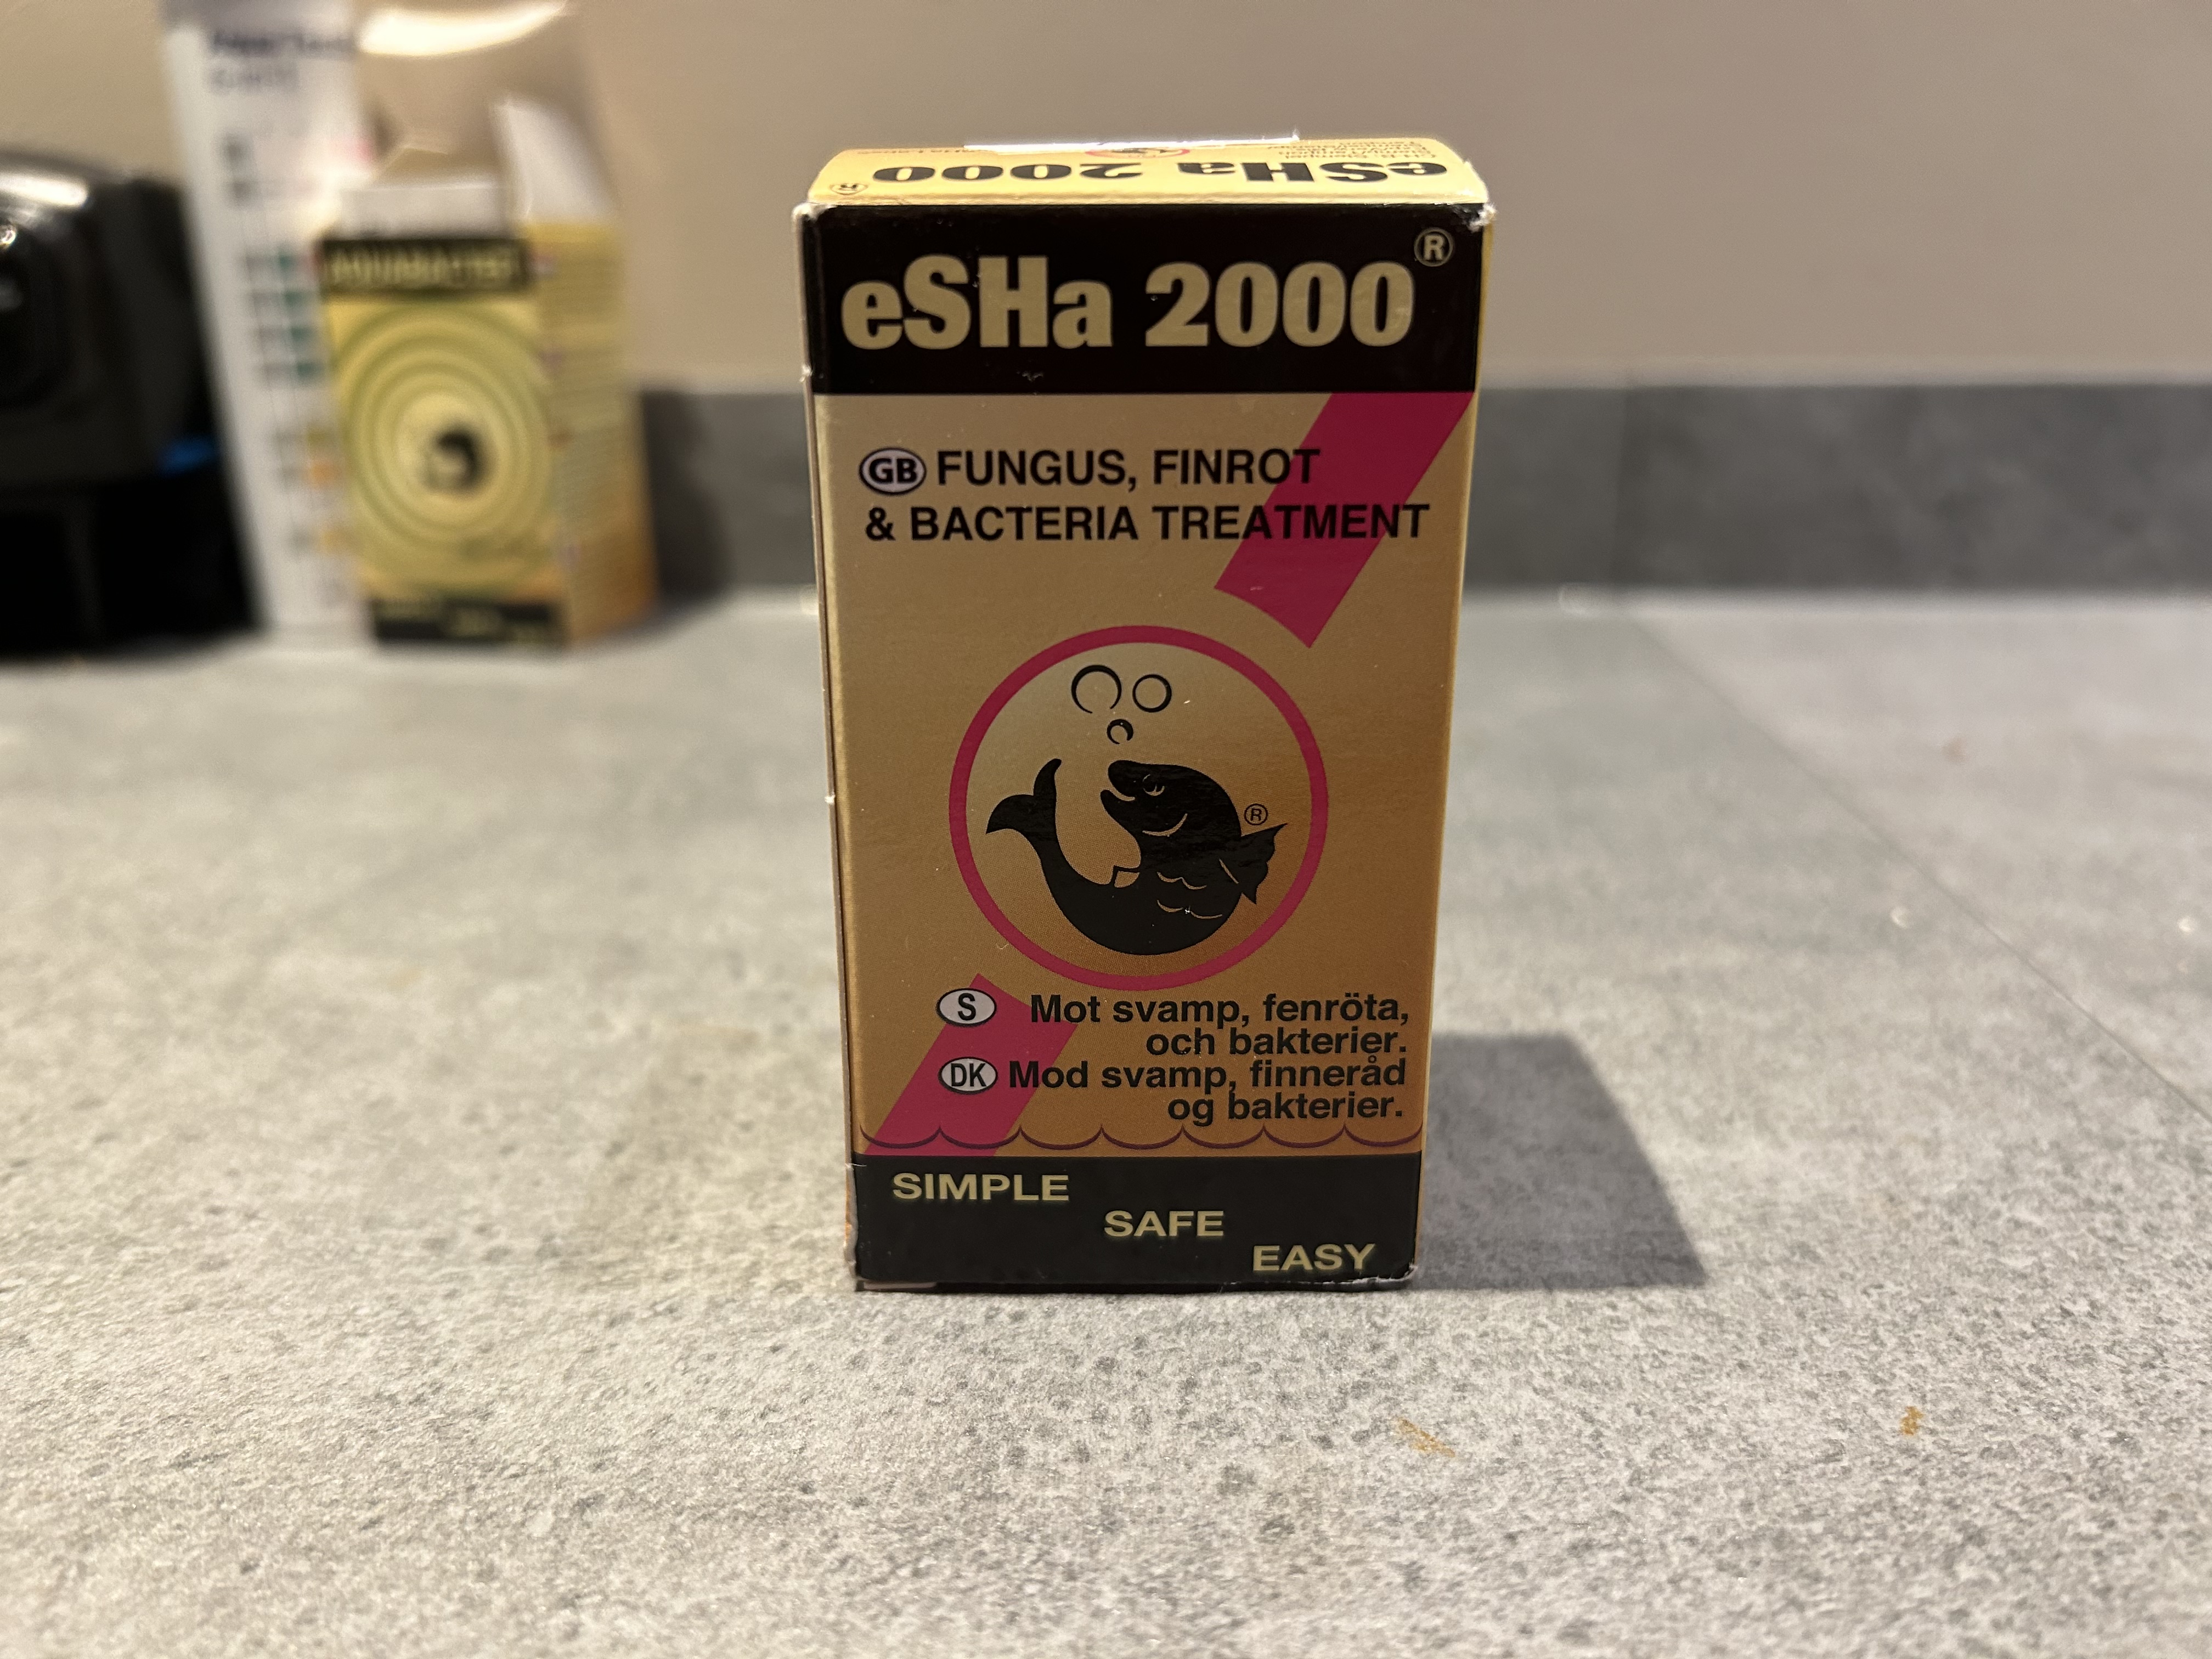 eSHa 2000 ®
eSHa 2000®
GB FUNGUS, FINROT
& BACTERIA TREATMENT
®
S Mot svamp, fenröta,
och bakterier.
DK Mod svamp, finneråd
og bakterier.
SIMPLE
SAFE
EASY